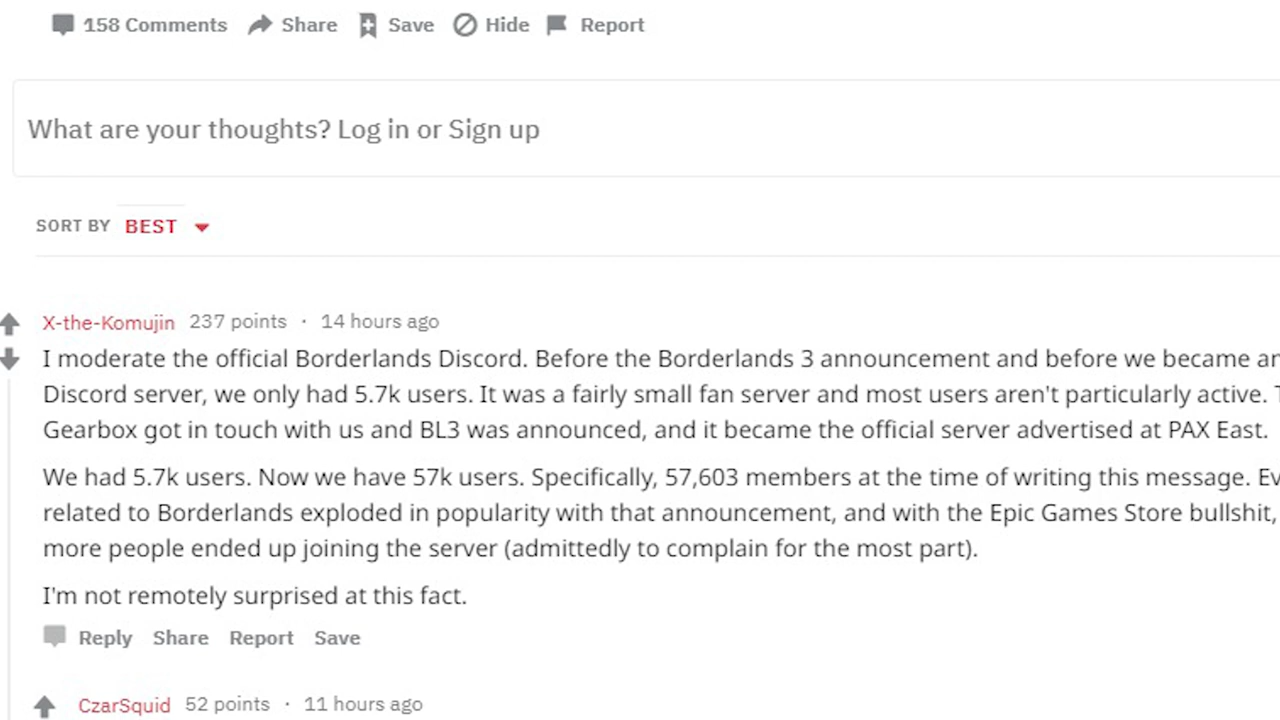 158 Comments Share Save Hide Report
What are your thoughts? Log in or Sign up
SORT BY BEST
X-the-Komujin 237 points · 14 hours ago
I moderate the official Borderlands Discord. Before the Borderlands 3 announcement and before we became an
Discord server, we only had 5.7k users. It was a fairly small fan server and most users aren't particularly active.
Gearbox got in touch with us and BL3 was announced, and it became the official server advertised at PAX East.
We had 5.7k users. Now we have 57k users. Specifically, 57,603 members at the time of writing this message.
related to Borderlands exploded in popularity with that announcement, and with the Epic Games Store bullshit,
more people ended up joining the server (admittedly to complain for the most part).
I'm not remotely surprised at this fact.
Reply Share Report Save
CzarSquid 52 points · 11 hours ago